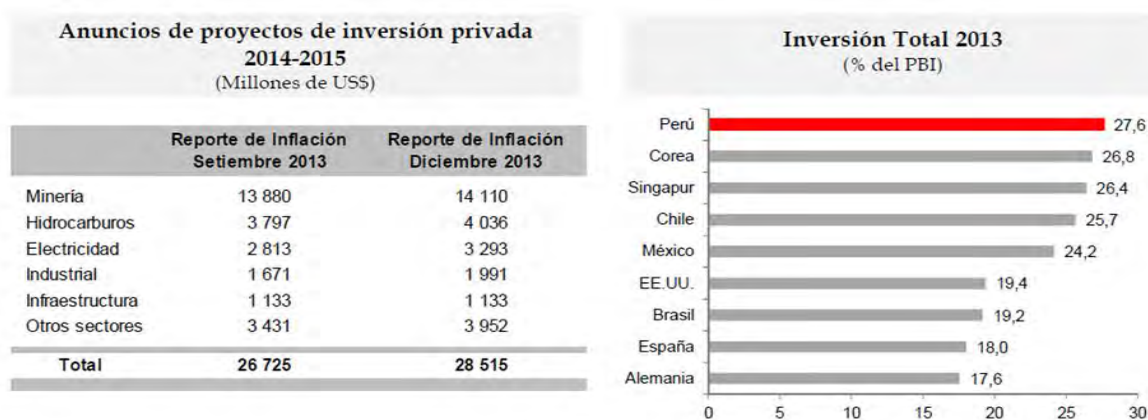 Anuncios de proyectos de inversión privada
2014-2015
(Millones de US$)
Reporte de Inflación Reporte de Inflación
Setiembre 2013 Diciembre 2013
Minería 13 880 14 110
Hidrocarburos 3 797 4 036
Electricidad 2 813 3 293
Industrial 1 671 1 991
Infraestructura 1 133 1 133
Otros sectores 3 431 3 952
Total 26 725 28 515
Inversión Total 2013
(% del PBI)
Perú 27,6
Corea 26,8
Singapur 26,4
Chile 25,7
México 24,2
EE.UU. 19,4
Brasil 19,2
España 18,0
Alemania 17,6
0 5 10 15 20 25 30